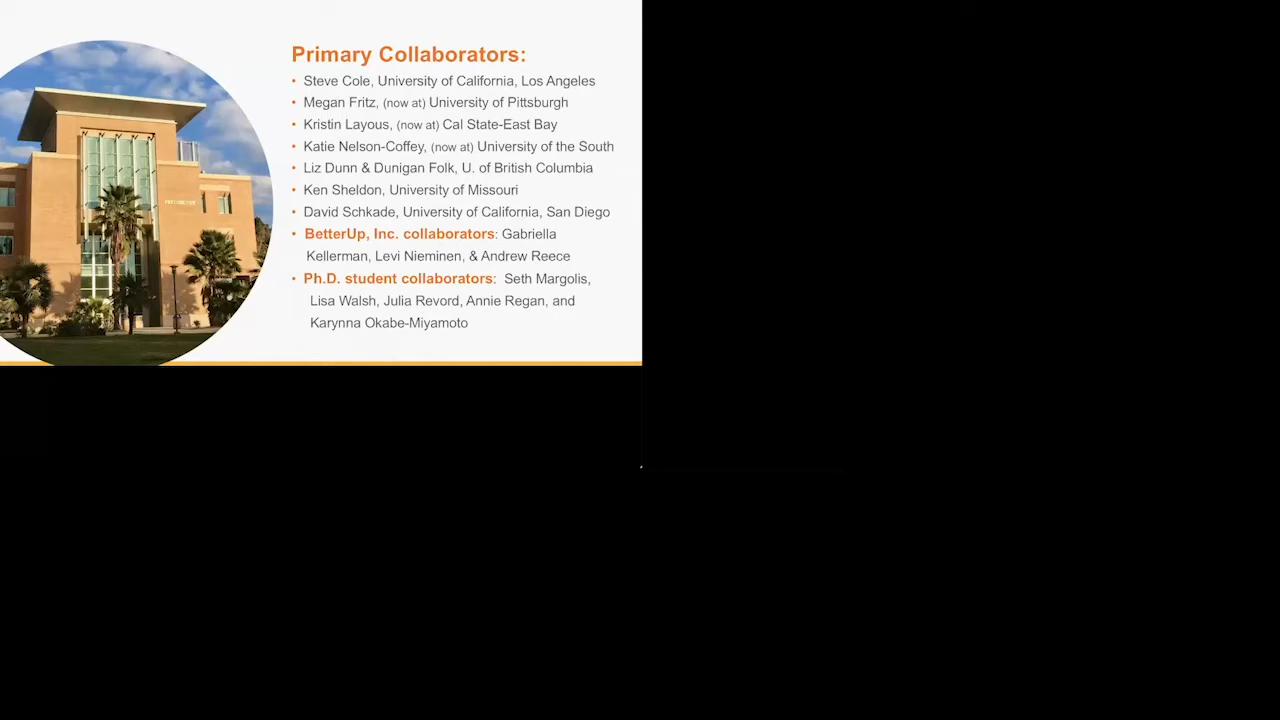 Primary Collaborators:
• Steve Cole, University of California, Los Angeles
• Megan Fritz, (now at) University of Pittsburgh
• Kristin Layous, (now at) Cal State-East Bay
• Katie Nelson-Coffey, (now at) University of the South
• Liz Dunn & Dunigan Folk, U. of British Columbia
• Ken Sheldon, University of Missouri
• David Schkade, University of California, San Diego
• BetterUp, Inc. collaborators: Gabriella
Kellerman, Levi Nieminen, & Andrew Reece
• Ph.D. student collaborators: Seth Margolis,
Lisa Walsh, Julia Revord, Annie Regan, and
Karynna Okabe-Miyamoto